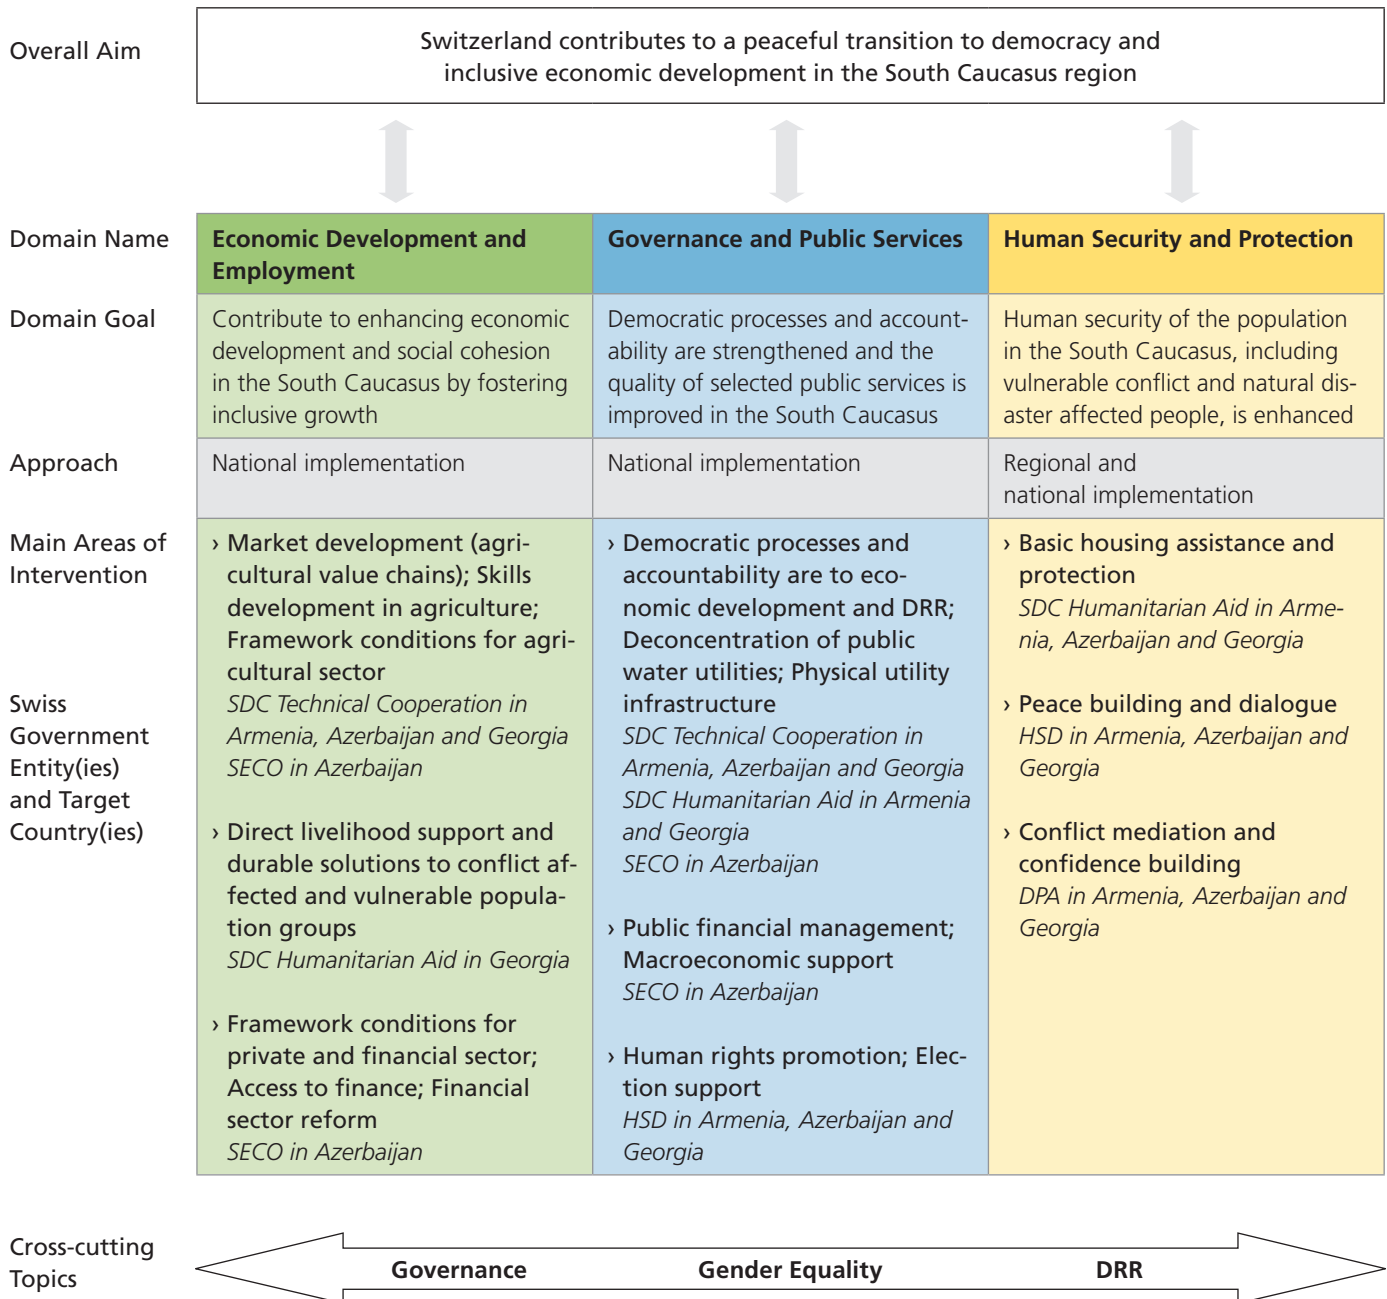 Overall Aim
Switzerland contributes to a peaceful transition to democracy and
inclusive economic development in the South Caucasus region
Domain Name
Economic Development and
Employment
Governance and Public Services
Human Security and Protection
Domain Goal
Contribute to enhancing economic
development and social cohesion
in the South Caucasus by fostering
inclusive growth
Democratic processes and account-
ability are strengthened and the
quality of selected public services is
improved in the South Caucasus
Human security of the population
in the South Caucasus, including
vulnerable conflict and natural dis-
aster affected people, is enhanced
Approach
National implementation
National implementation
Regional and
national implementation
Main Areas of
Intervention
Swiss
Government
Entity(ies)
and Target
Country(ies)
› Market development (agri-
cultural value chains); Skills
development in agriculture;
Framework conditions for agri-
cultural sector
SDC Technical Cooperation in
Armenia, Azerbaijan and Georgia
SECO in Azerbaijan
› Direct livelihood support and
durable solutions to conflict af-
fected and vulnerable popula-
tion groups
SDC Humanitarian Aid in Georgia
› Framework conditions for
private and financial sector;
Access to finance; Financial
sector reform
SECO in Azerbaijan
› Democratic processes and
accountability are to eco-
nomic development and DRR;
Deconcentration of public
water utilities; Physical utility
infrastructure
SDC Technical Cooperation in
Armenia, Azerbaijan and Georgia
SDC Humanitarian Aid in Armenia
and Georgia
SECO in Azerbaijan
› Public financial management;
Macroeconomic support
SECO in Azerbaijan
› Human rights promotion; Elec-
tion support
HSD in Armenia, Azerbaijan and
Georgia
› Basic housing assistance and
protection
SDC Humanitarian Aid in Arme-
nia, Azerbaijan and Georgia
› Peace building and dialogue
HSD in Armenia, Azerbaijan and
Georgia
› Conflict mediation and
confidence building
DPA in Armenia, Azerbaijan and
Georgia
Cross-cutting
Topics
Governance
Gender Equality
DRR